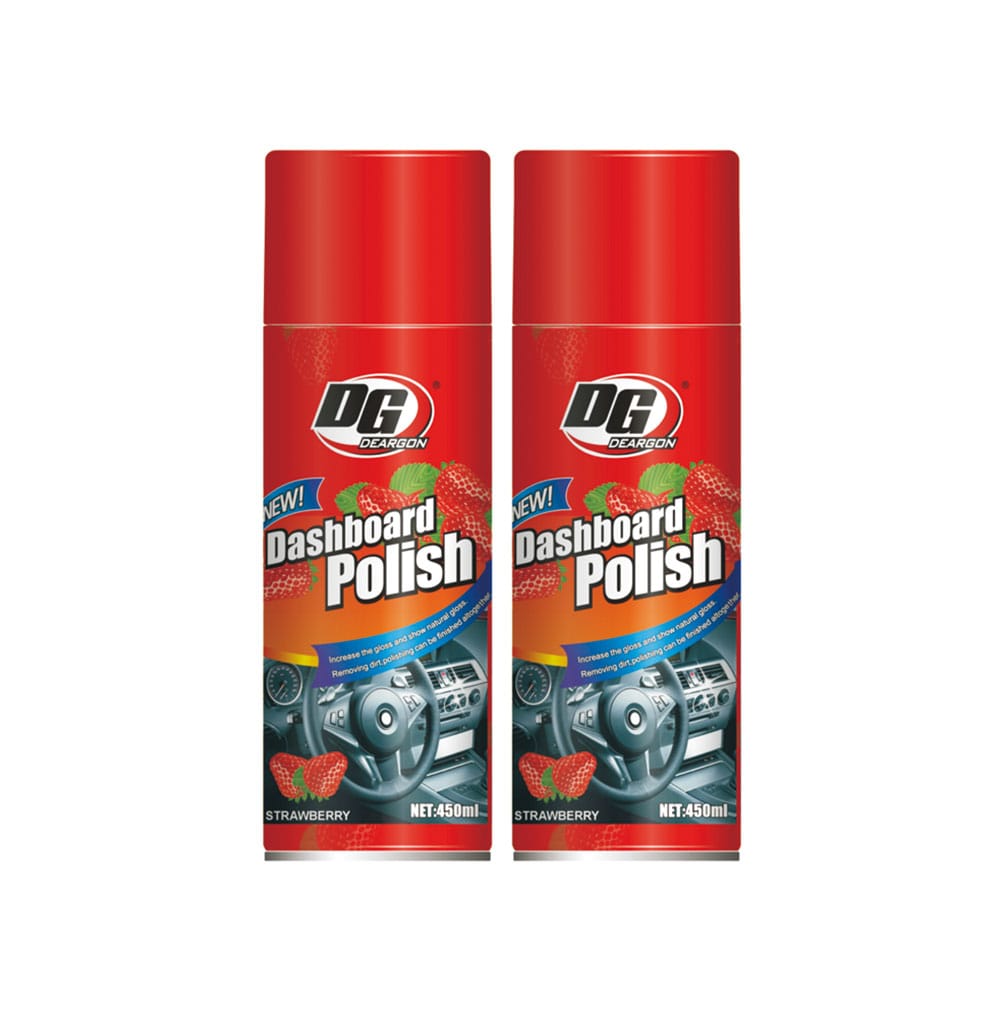 DG
®
DEARGON
NEW!
Dashboard
Polish
Increase the gloss and show natural gloss.
Removing dirt.polishing can be finished altogether
STRAWBERRY
NET:450ml
DG
®
DEARGON
NEW!
Dashboard
Polish
Increase the gloss and show natural gloss.
Removing dirt.polishing can be finished altogether
STRAWBERRY
NET:450ml